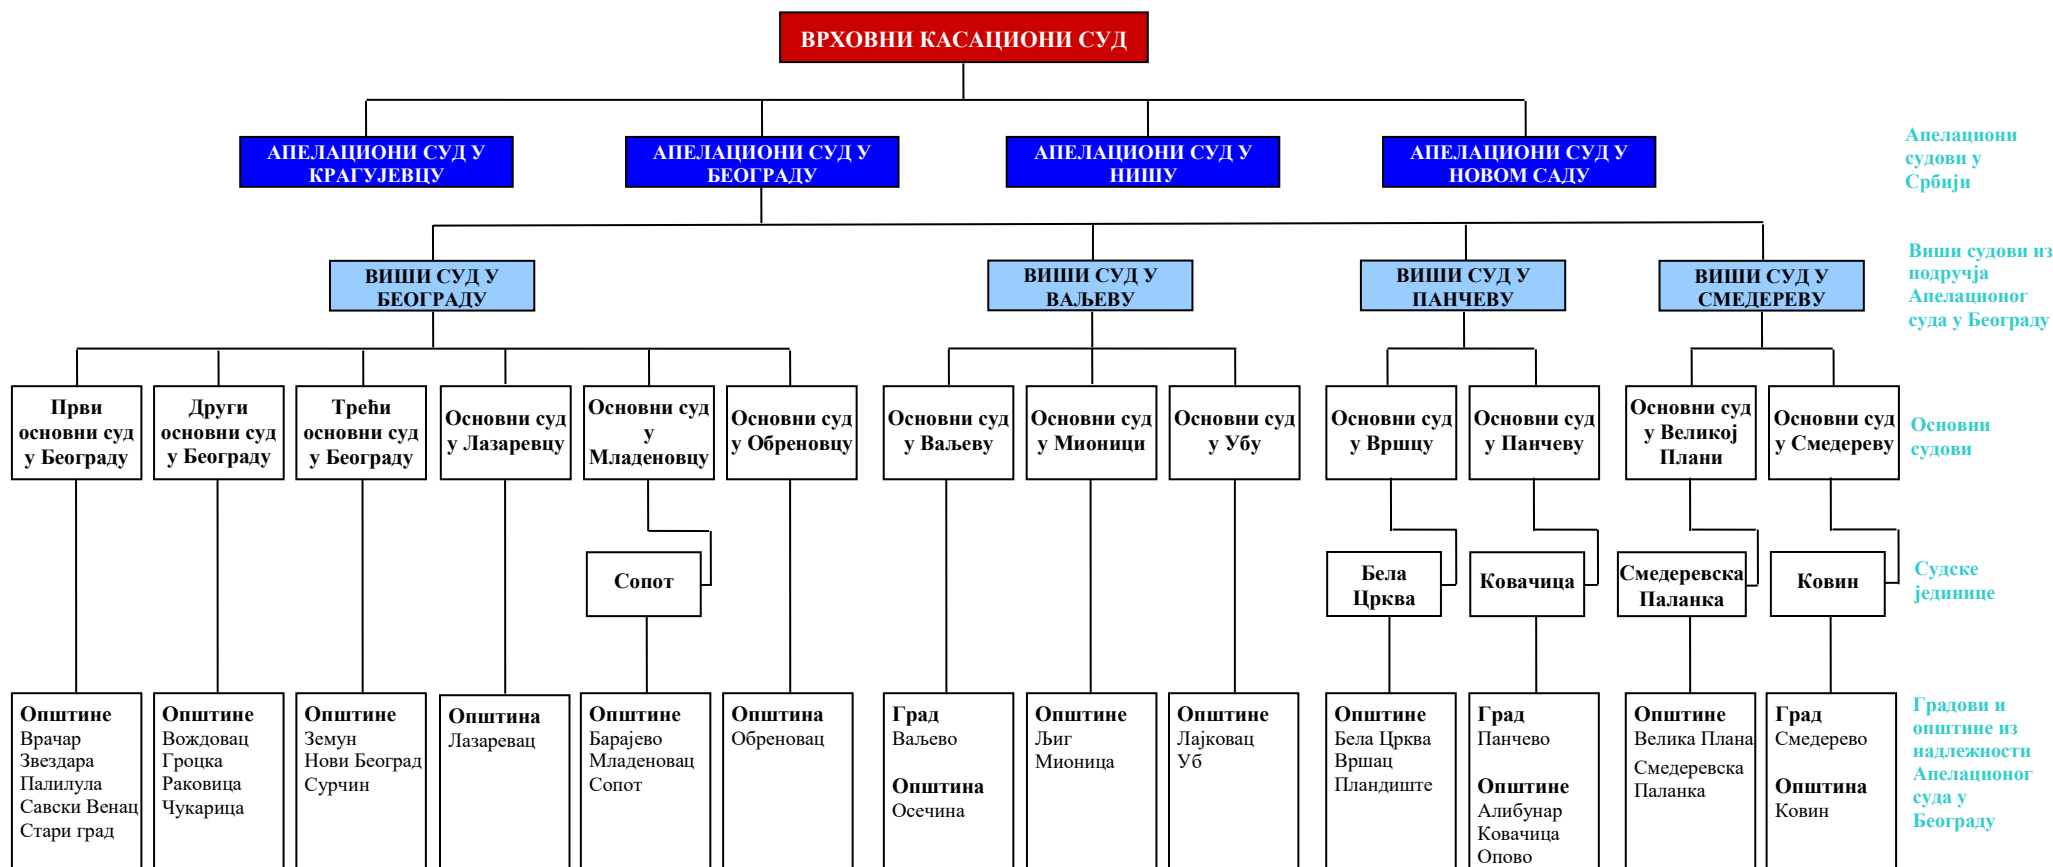 ВРХОВНИ КАСАЦИОНИ СУД
АПЕЛАЦИОНИ СУД У
КРАГУЈЕВЦУ
АПЕЛАЦИОНИ СУД У
БЕОГРАДУ
АПЕЛАЦИОНИ СУД У
НИШУ
АПЕЛАЦИОНИ СУД У
НОВОМ САДУ
Апелациони
судови у
Србији
ВИШИ СУД У
БЕОГРАДУ
ВИШИ СУД У
ВАЉЕВУ
ВИШИ СУД У
ПАНЧЕВУ
ВИШИ СУД У
СМЕДЕРЕВУ
Виши судови из
подручја
Апелационог
суда у Београду
Први
основни суд
у Београду
Други
основни суд
у Београду
Трећи
основни суд
у Београду
Основни суд
у Лазаревцу
Основни суд
у
Младеновцу
Основни суд
у Обреновцу
Основни суд
у Ваљеву
Основни суд
у Мионици
Основни суд
у Убу
Основни суд
у Вршцу
Основни суд
у Панчеву
Основни суд
у Великој
Плани
Основни суд
у Смедереву
Основни
судови
Сопот
Бела
Црква
Ковачица
Смедеревска
Паланка
Ковин
Судске
јединице
Општине
Врачар
Звездара
Палилула
Савски Венац
Стари град
Општине
Вождовац
Гроцка
Раковица
Чукарица
Општине
Земун
Нови Београд
Сурчин
Општина
Лазаревац
Општине
Барајево
Младеновац
Сопот
Општина
Обреновац
Град
Ваљево
Општина
Осечина
Општине
Љиг
Мионица
Општине
Лајковац
Уб
Општине
Бела Црква
Вршац
Пландиште
Град
Панчево
Општине
Алибунар
Ковачица
Опово
Општине
Велика Плана
Смедеревска
Паланка
Град
Смедерево
Општина
Ковин
Градови и
општине из
надлежности
Апелационог
суда у
Београду